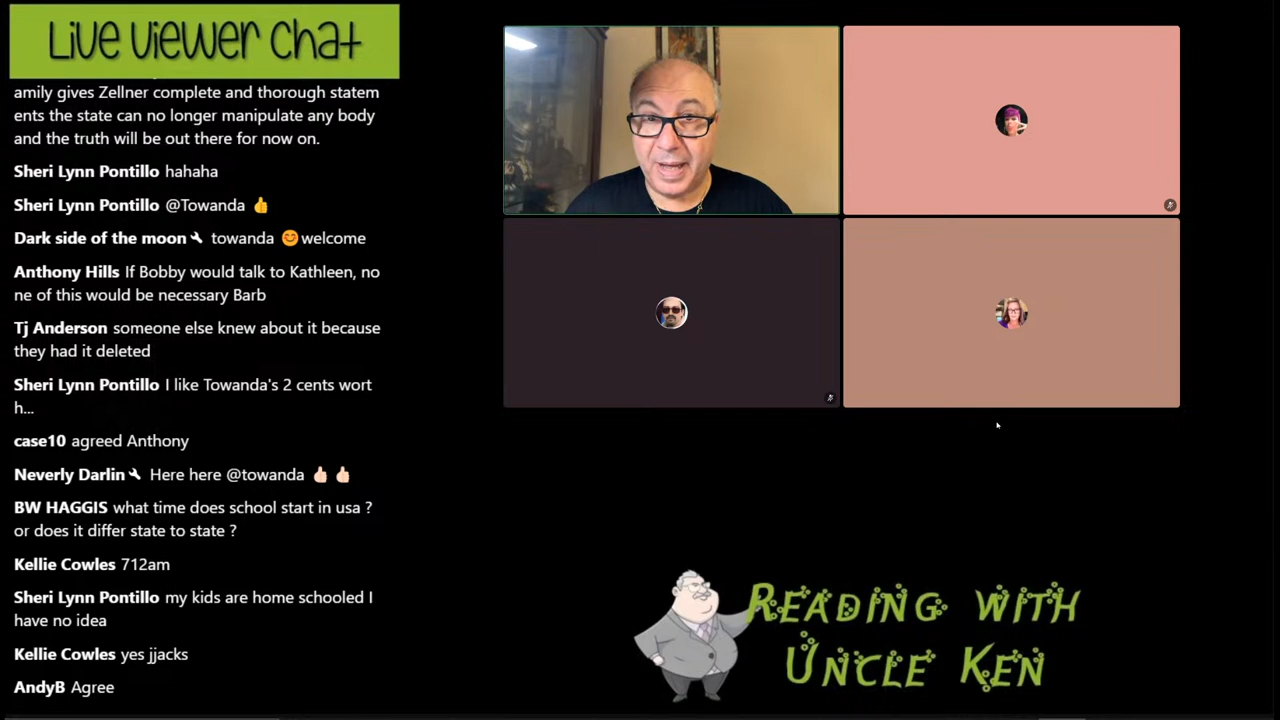 Live viewer chat
amily gives Zellner complete and thorough statem
ents the state can no longer manipulate any body
and the truth will be out there for now on.
Sheri Lynn Pontillo hahaha
Sheri Lynn Pontillo @Towanda 👍
Dark side of the moon towanda 😊welcome
Anthony Hills If Bobby would talk to Kathleen, no
ne of this would be necessary Barb
Tj Anderson someone else knew about it because
they had it deleted
Sheri Lynn Pontillo I like Towanda's 2 cents wort
h...
case10 agreed Anthony
Neverly Darlin Here here @towanda 👍🏻 👍🏻
BW HAGGIS what time does school start in usa ?
or does it differ state to state ?
Kellie Cowles 712am
Sheri Lynn Pontillo my kids are home schooled I
have no idea
Kellie Cowles yes jjacks
AndyB Agree
Reading with
Uncle Ken